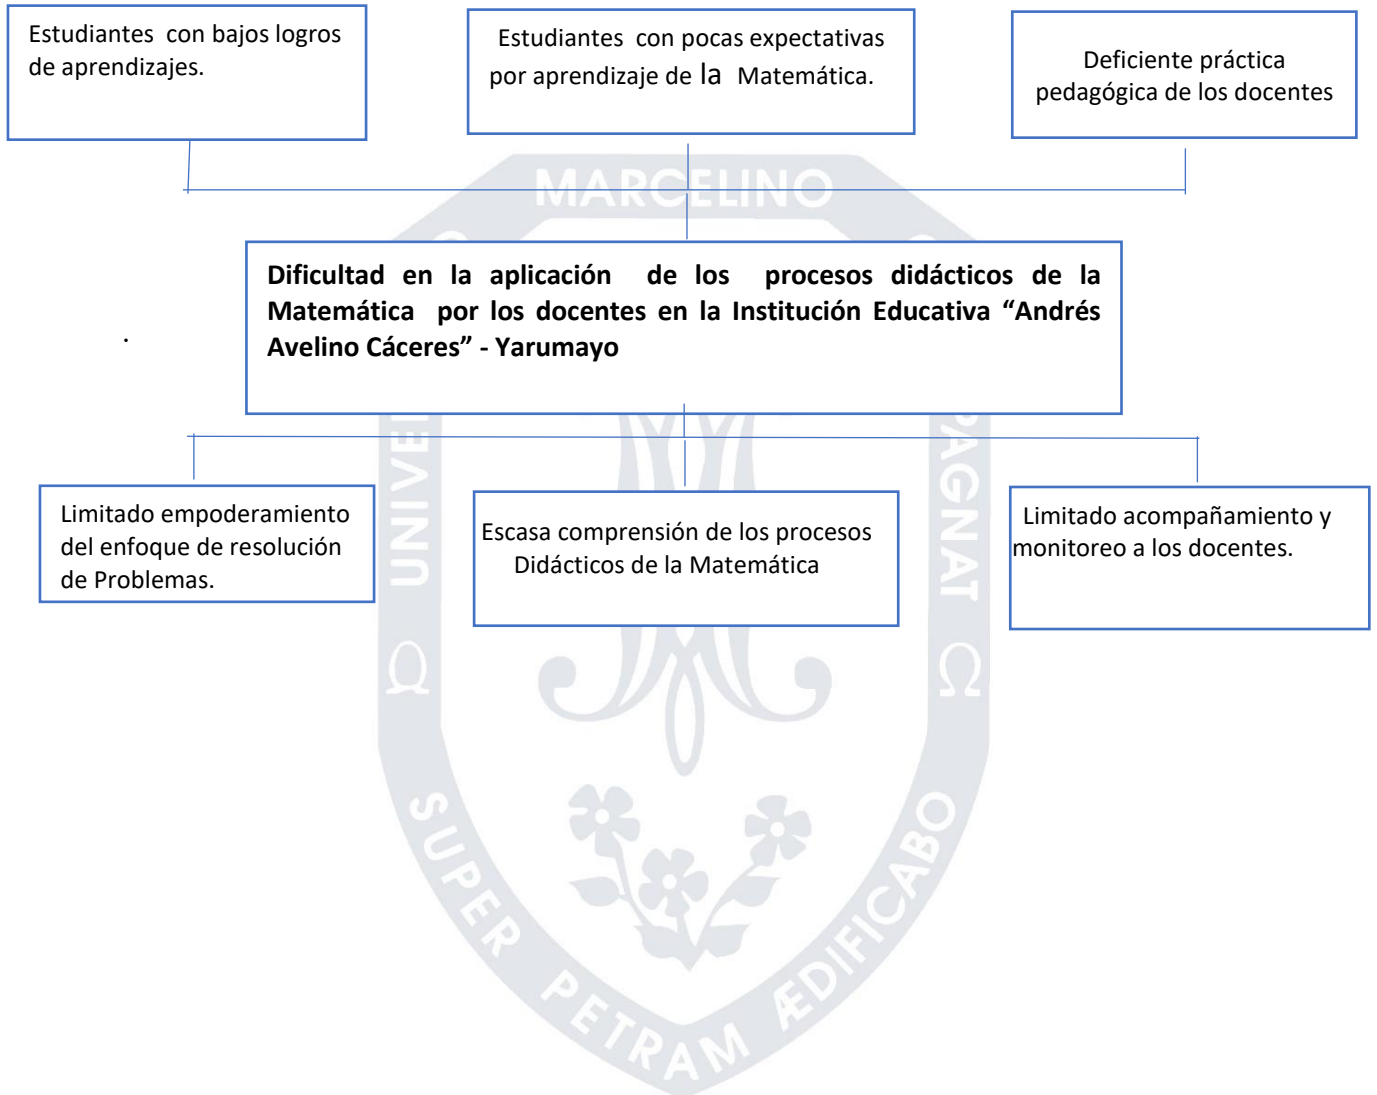 Estudiantes con bajos logros
de aprendizajes.
Estudiantes con pocas expectativas
por aprendizaje de la Matemática.
Deficiente práctica
pedagógica de los docentes
MARCELINO
Dificultad en la aplicación de los procesos didácticos de la
Matemática por los docentes en la Institución Educativa “Andrés
Avelino Cáceres” - Yarumayo
.
Limitado empoderamiento
del enfoque de resolución
de Problemas.
Escasa comprensión de los procesos
Didácticos de la Matemática
Limitado acompañamiento y
monitoreo a los docentes.
UNIVE
PAGNAT
Ω
Ω
SUPER PETRAM ÆDIFICABO